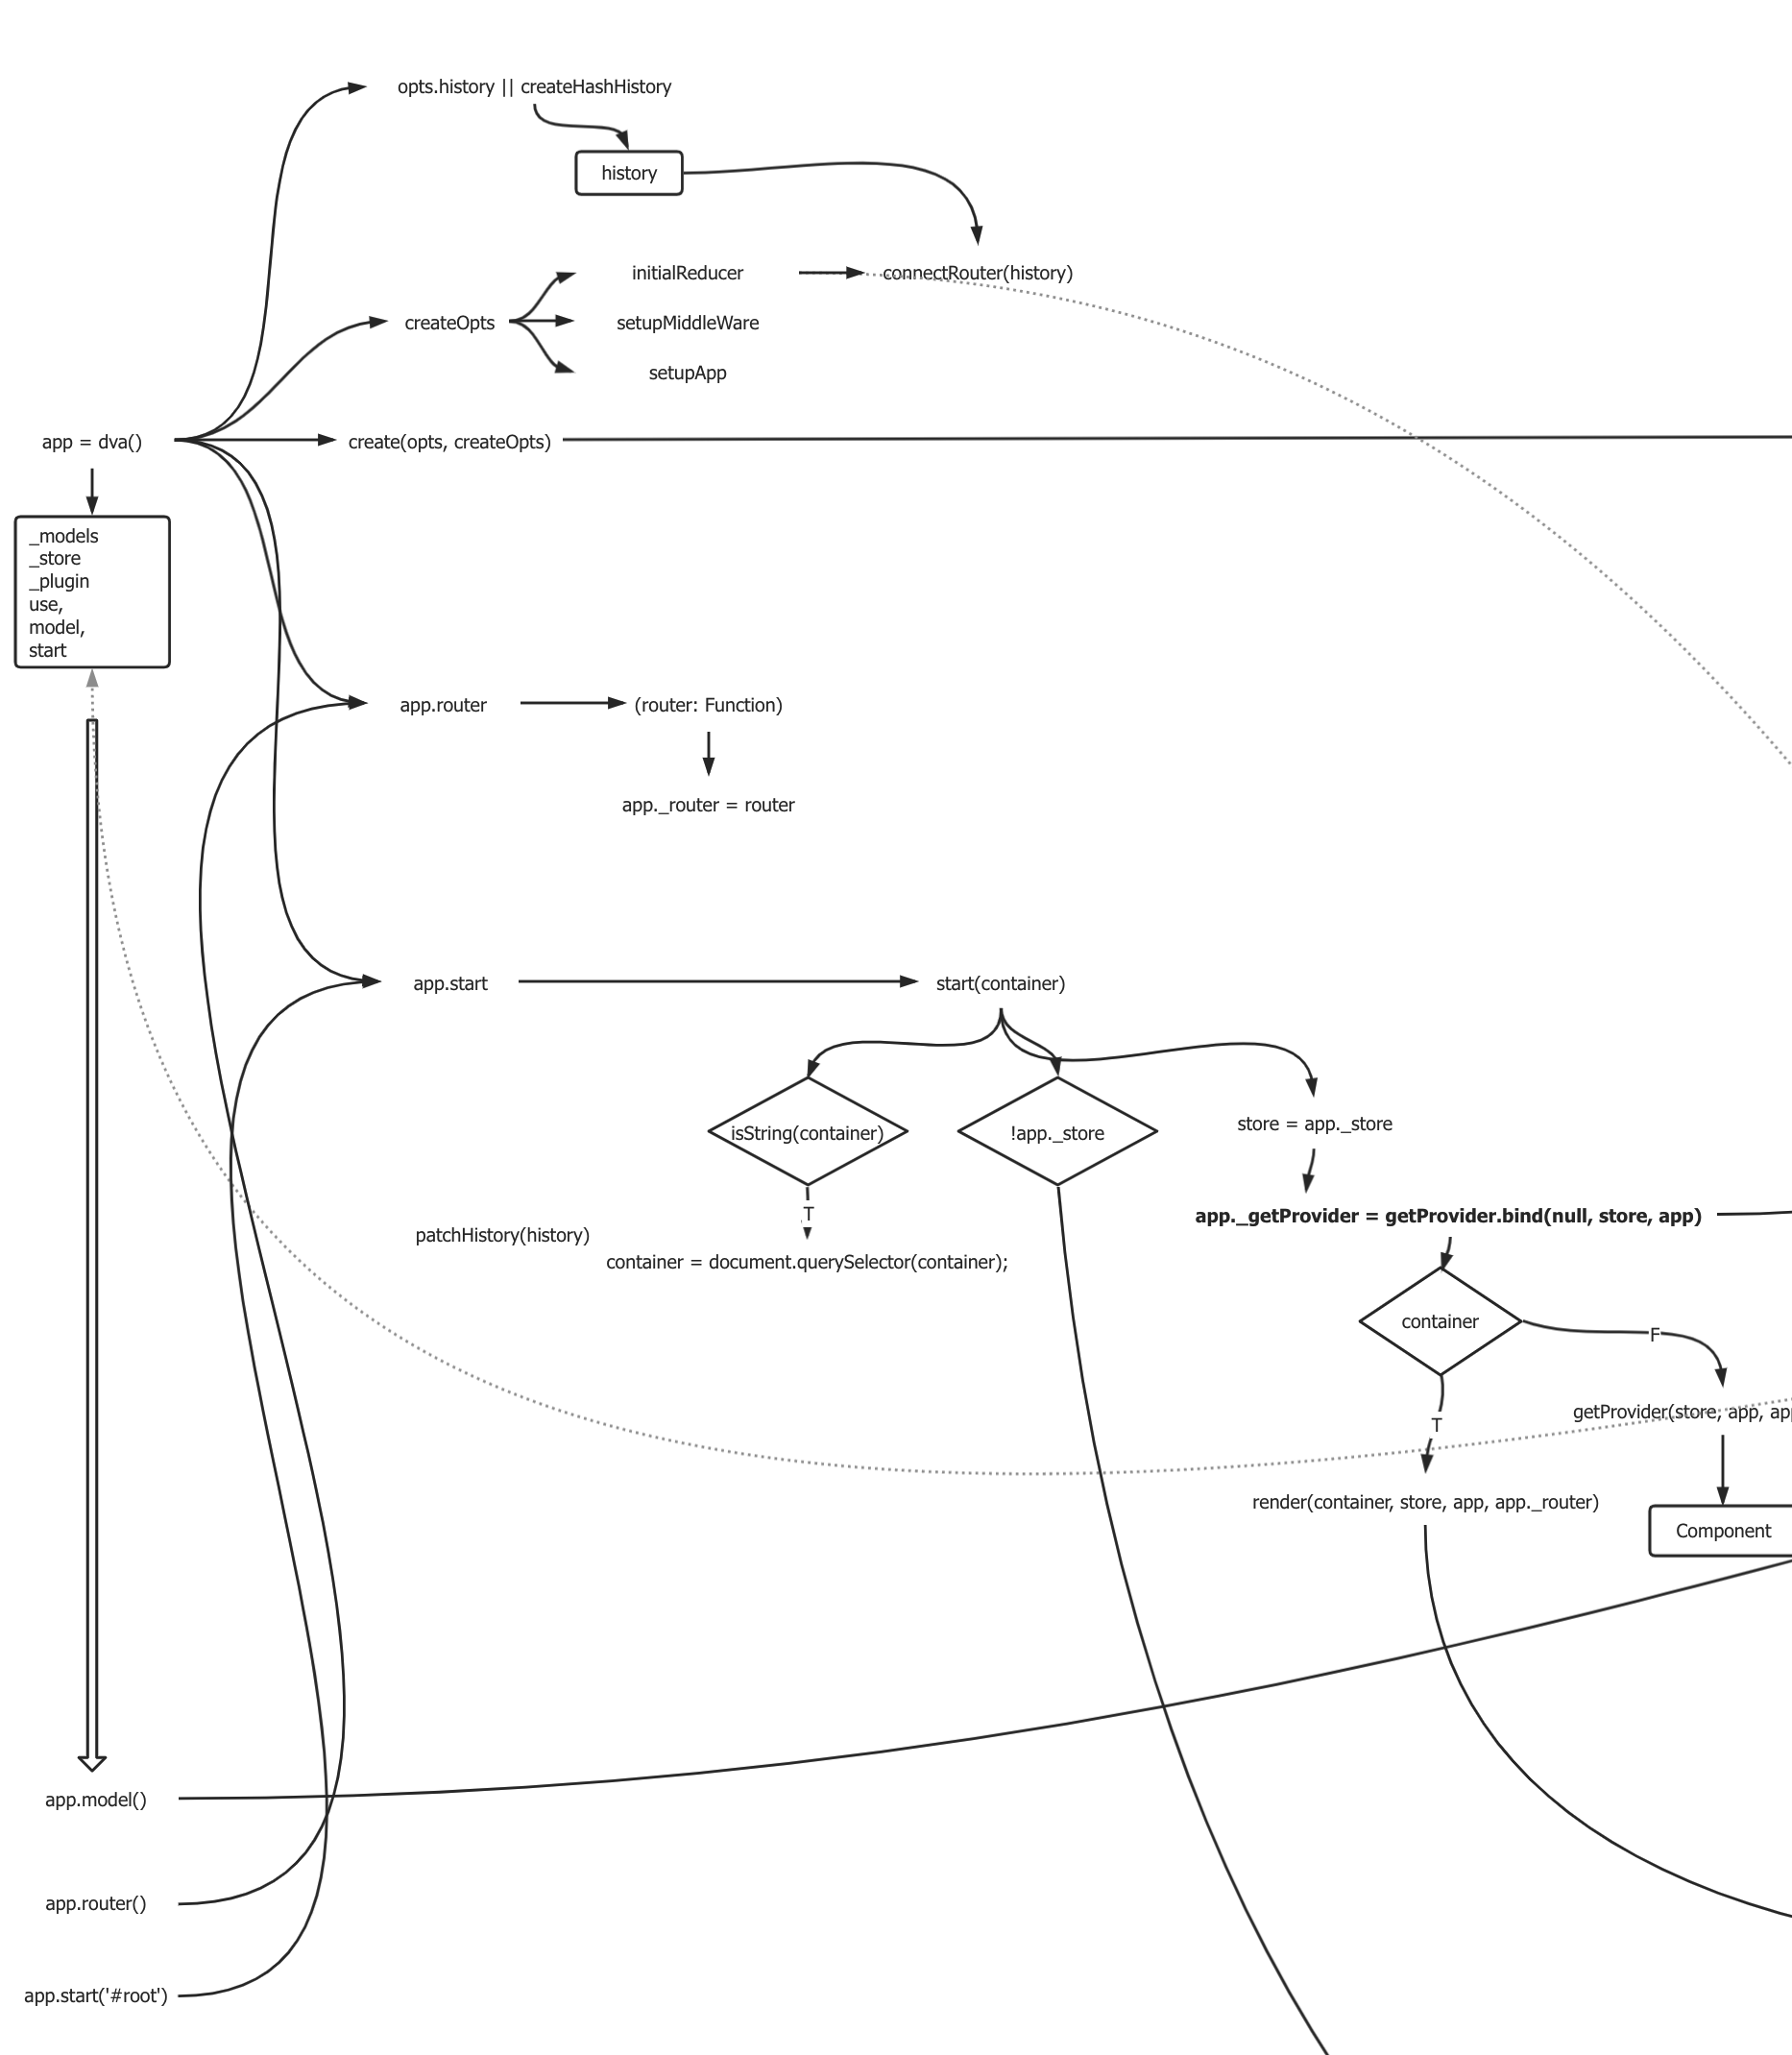 opts.history || createHashHistory
history
initialReducer
connectRouter(history)
createOpts
setupMiddleWare
setupApp
app = dva()
create(opts, createOpts)
_models
_store
_plugin
use,
model,
start
app.router
(router: Function)
app._router = router
app.start
start(container)
isString(container)
!app._store
store = app._store
T
app._getProvider = getProvider.bind(null, store, app)
patchHistory(history)
container = document.querySelector(container);
container
F
getProvider(store, app, ap
T
render(container, store, app, app._router)
Component
app.model()
app.router()
app.start('#root')